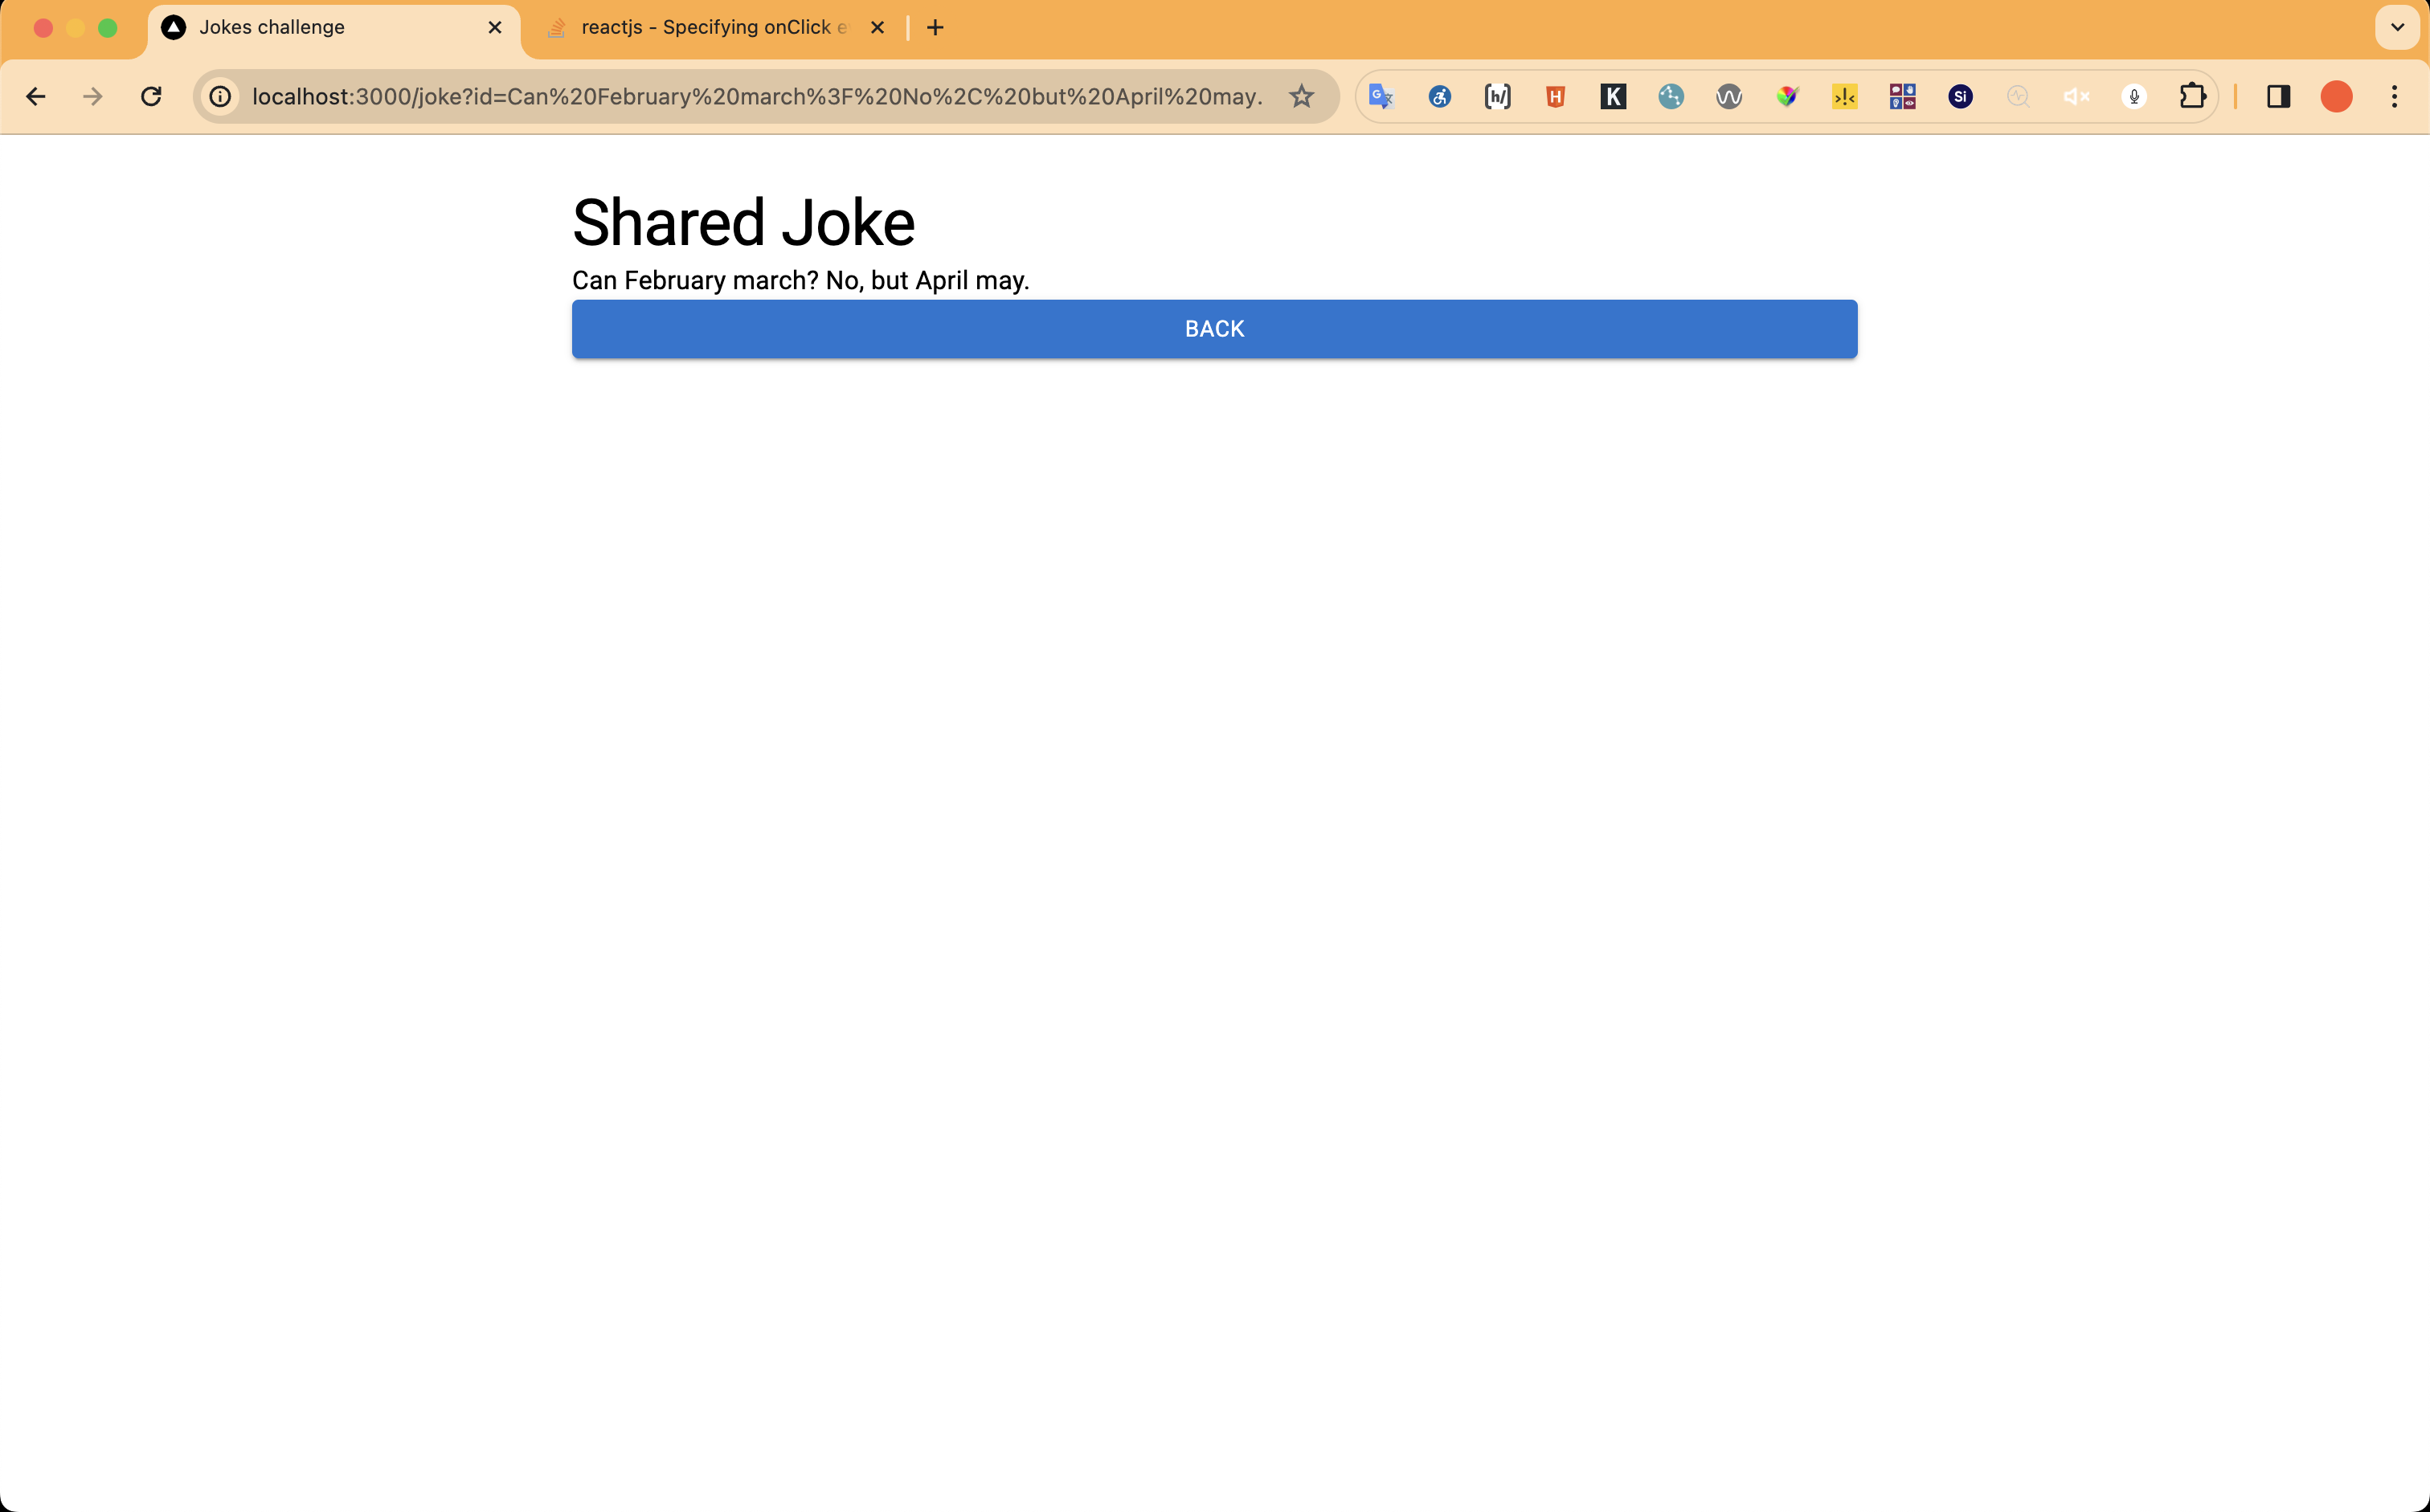 Jokes challenge
reactjs - Specifying onClick e
localhost:3000/joke?id=Can%20February%20march%3F%20No%2C%20but%20April%20may.
Shared Joke
Can February march? No, but April may.
BACK